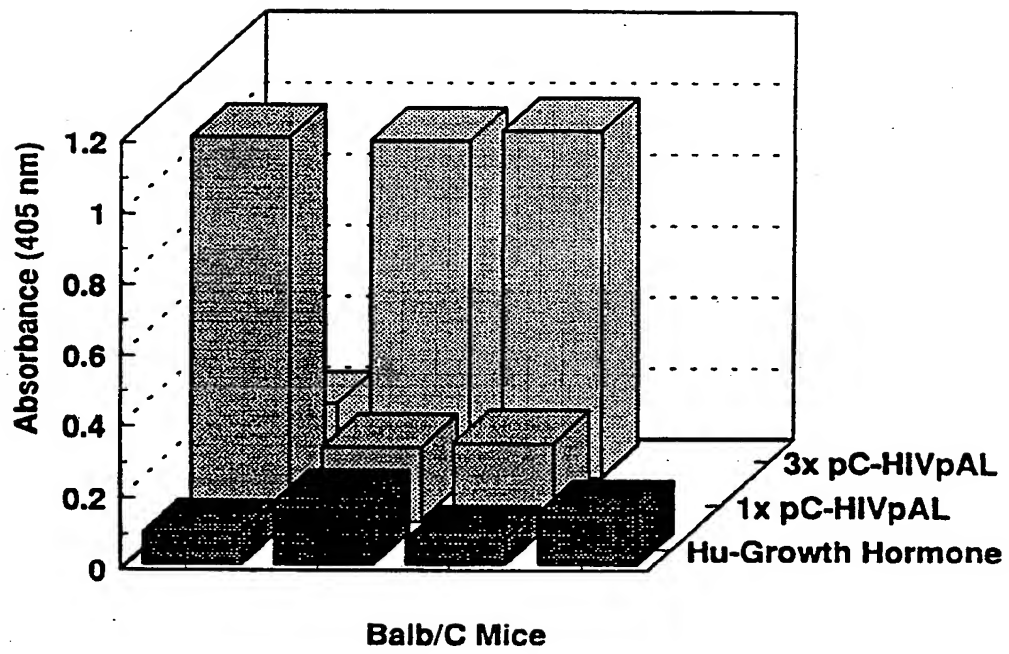 Absorbance (405 nm)
1.2
1
0.8
0.6
0.4
0.2
0
3x pC-HIVpAL
1x pC-HIVpAL
Hu-Growth Hormone
Balb/C Mice